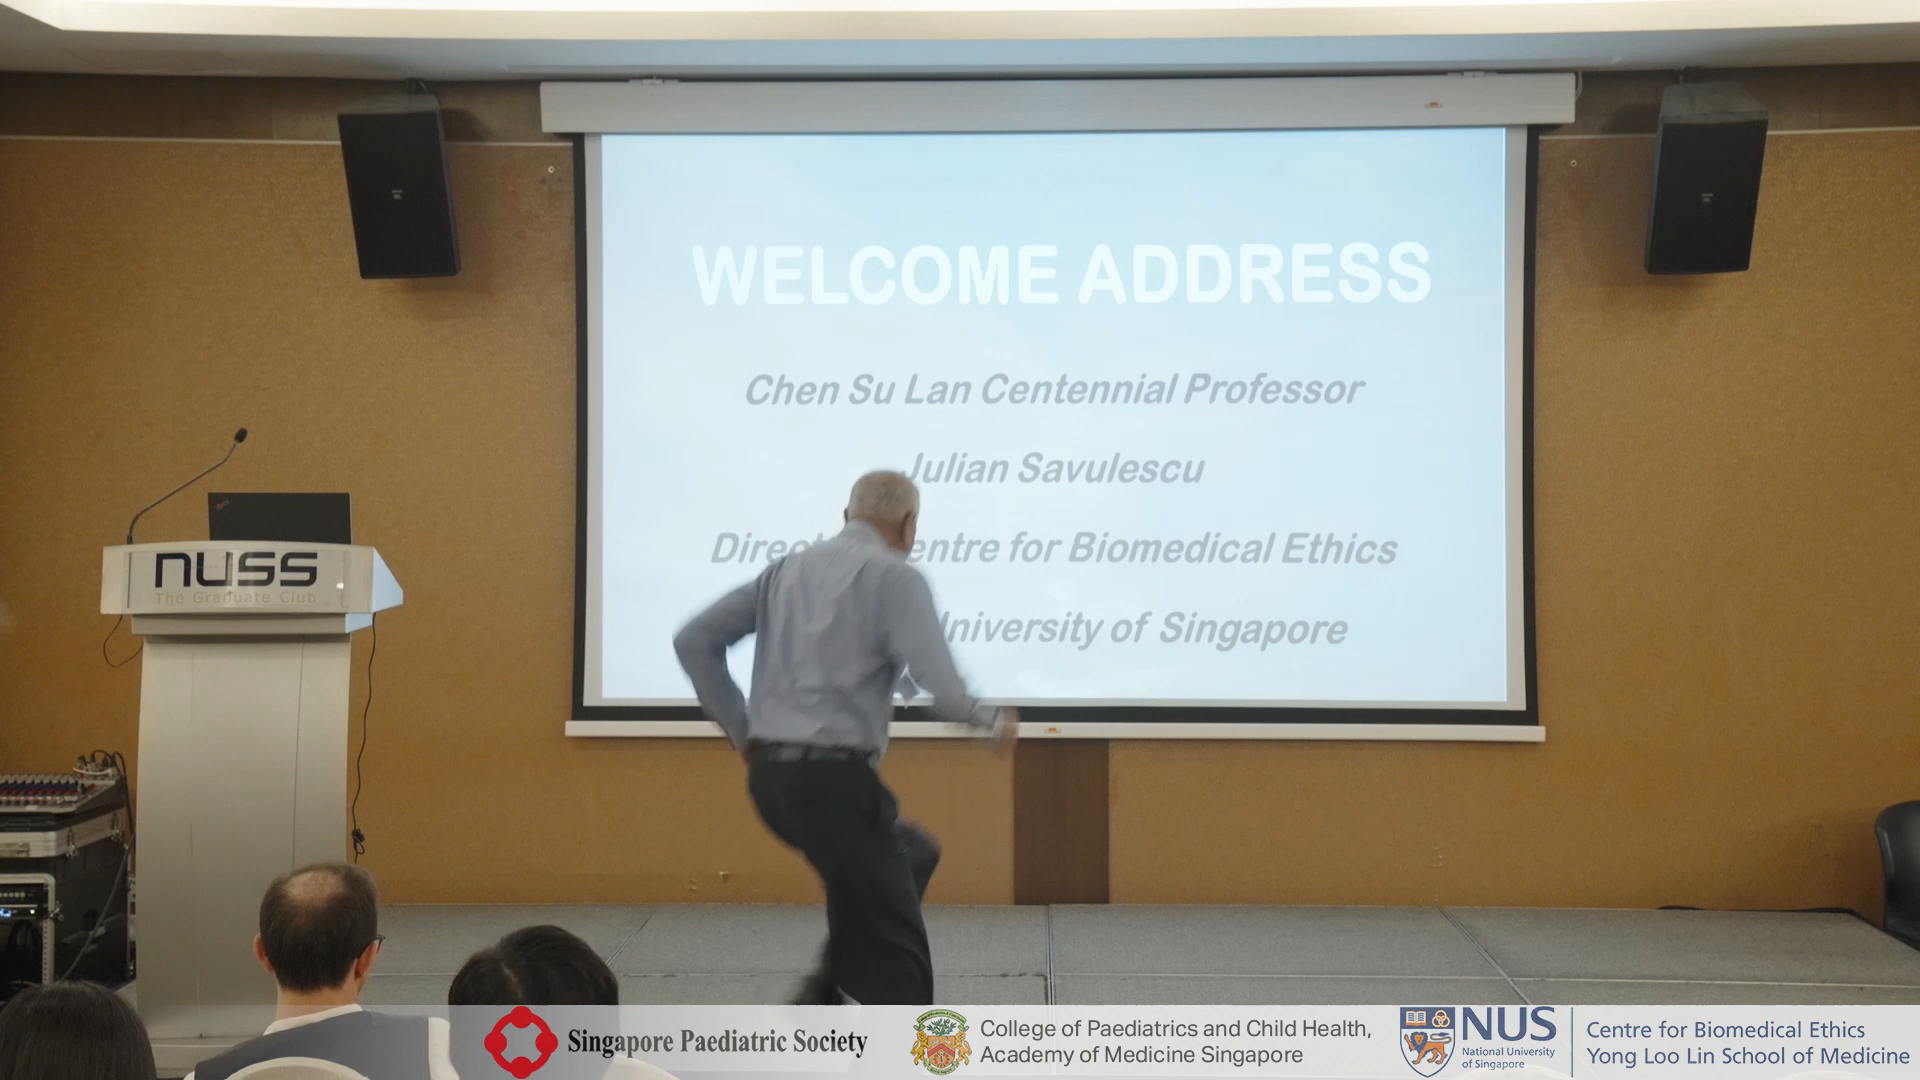 WELCOME ADDRESS
Chen Su Lan Centennial Professor
Julian Savulescu
Direct entre for Biomedical Ethics
University of Singapore
nuss
The Graduate Club
Singapore Paediatric Society
College of Paediatrics and Child Health,
Academy of Medicine Singapore
NUS
National University
of Singapore
Centre for Biomedical Ethics
Yong Loo Lin School of Medicine